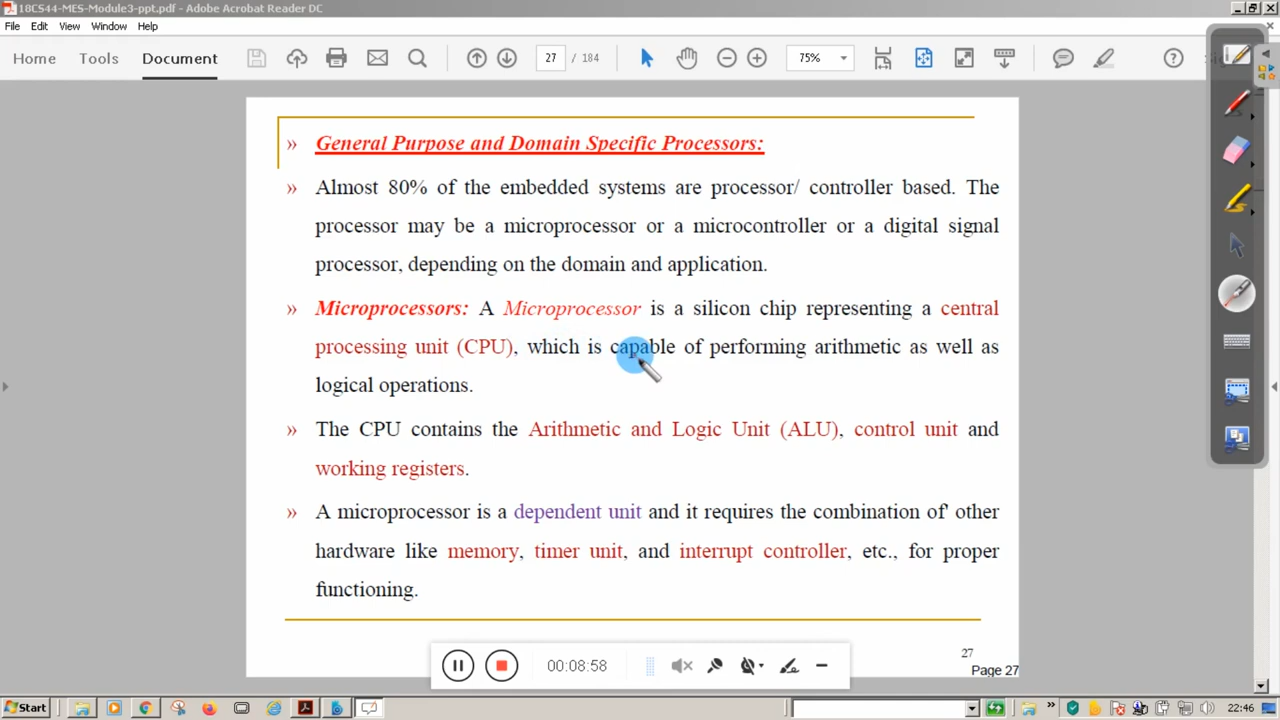 18CS44-MES-Module3-ppt.pdf - Adobe Acrobat Reader DC
File Edit View Window Help
Home Tools Document 27 / 184 75%
» General Purpose and Domain Specific Processors:
» Almost 80% of the embedded systems are processor/ controller based. The
processor may be a microprocessor or a microcontroller or a digital signal
processor, depending on the domain and application.
» Microprocessors: A Microprocessor is a silicon chip representing a central
processing unit (CPU), which is capable of performing arithmetic as well as
logical operations.
» The CPU contains the Arithmetic and Logic Unit (ALU), control unit and
working registers.
» A microprocessor is a dependent unit and it requires the combination of' other
hardware like memory, timer unit, and interrupt controller, etc., for proper
functioning.
27
Page 27
00:08:58
Start 22:46